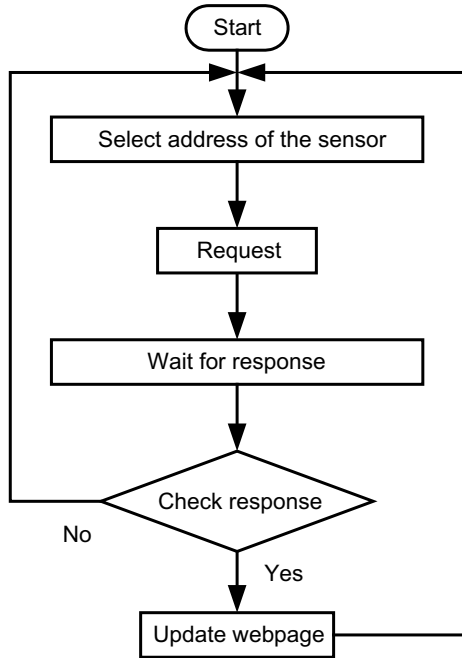 Start
Select address of the sensor
Request
Wait for response
Check response
No
Yes
Update webpage